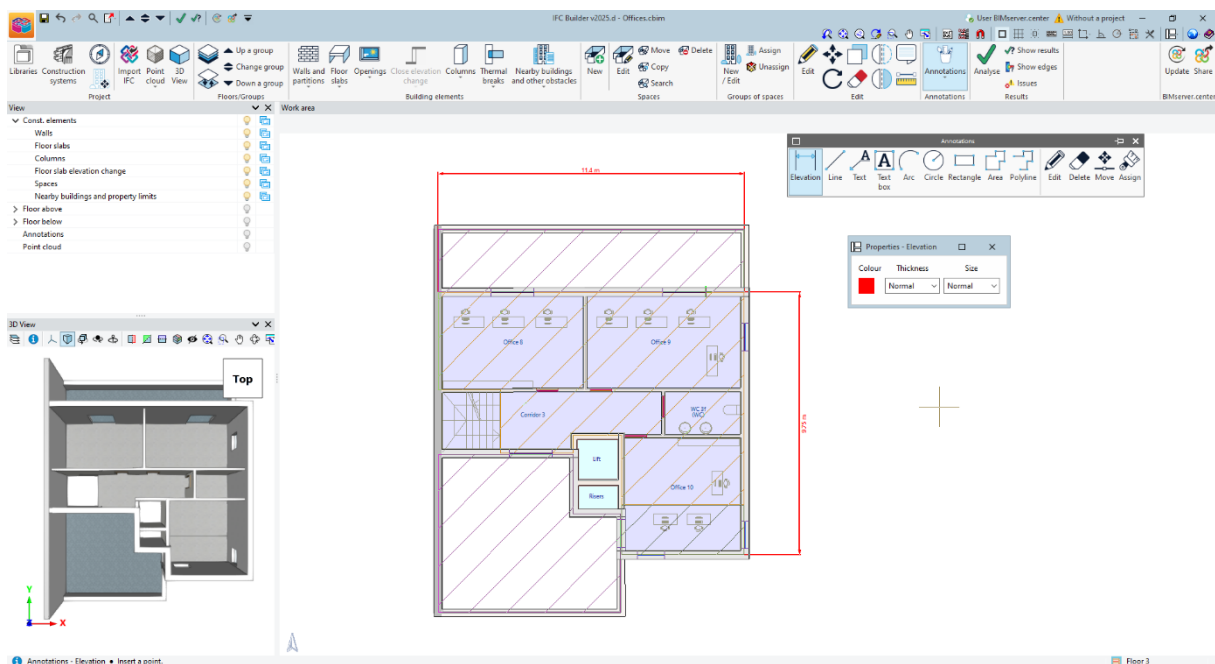 IFC Builder v2025.d - Offices.cbim
User BIMserver.center
Without a project
Libraries
Construction systems
Import IFC
Point cloud
3D View
Project
Up a group
Change group
Down a group
Floors/Groups
Walls and partitions
Floor slabs
Openings
Close elevation change
Columns
Thermal breaks
Nearby buildings and other obstacles
Building elements
New
Edit
Move
Delete
Copy
Search
Spaces
New / Edit
Assign
Unassign
Groups of spaces
Edit
Edit
Annotations
Annotations
Analyse
Show results
Show edges
Issues
Results
Update
Share
BIMserver.center
View
Const. elements
Walls
Floor slabs
Columns
Floor slab elevation change
Spaces
Nearby buildings and property limits
Floor above
Floor below
Annotations
Point cloud
3D View
Top
Y
X
Work area
11.4 m
Office 8
Office 9
Corridor 3
WC 3f
(WC)
Lift
Risers
Office 10
9.75 m
Annotations
Elevation
Line
Text
Text box
Arc
Circle
Rectangle
Area
Polyline
Edit
Delete
Move
Assign
Properties - Elevation
Colour
Thickness
Size
Normal
Normal
Annotations - Elevation • Insert a point.
Floor 3